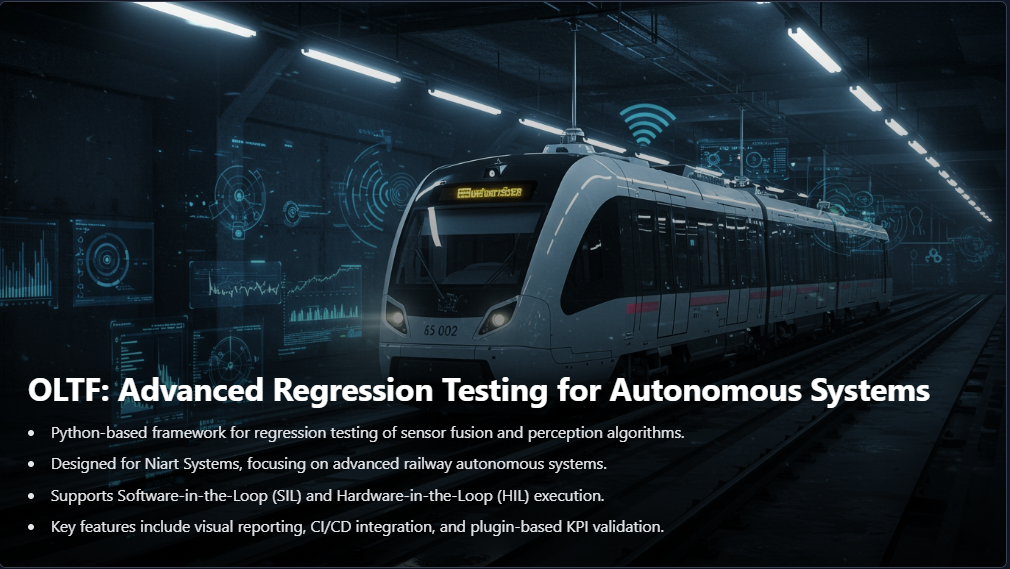 65 002
OLTF: Advanced Regression Testing for Autonomous Systems
• Python-based framework for regression testing of sensor fusion and perception algorithms.
• Designed for Niart Systems, focusing on advanced railway autonomous systems.
• Supports Software-in-the-Loop (SIL) and Hardware-in-the-Loop (HIL) execution.
• Key features include visual reporting, CI/CD integration, and plugin-based KPI validation.